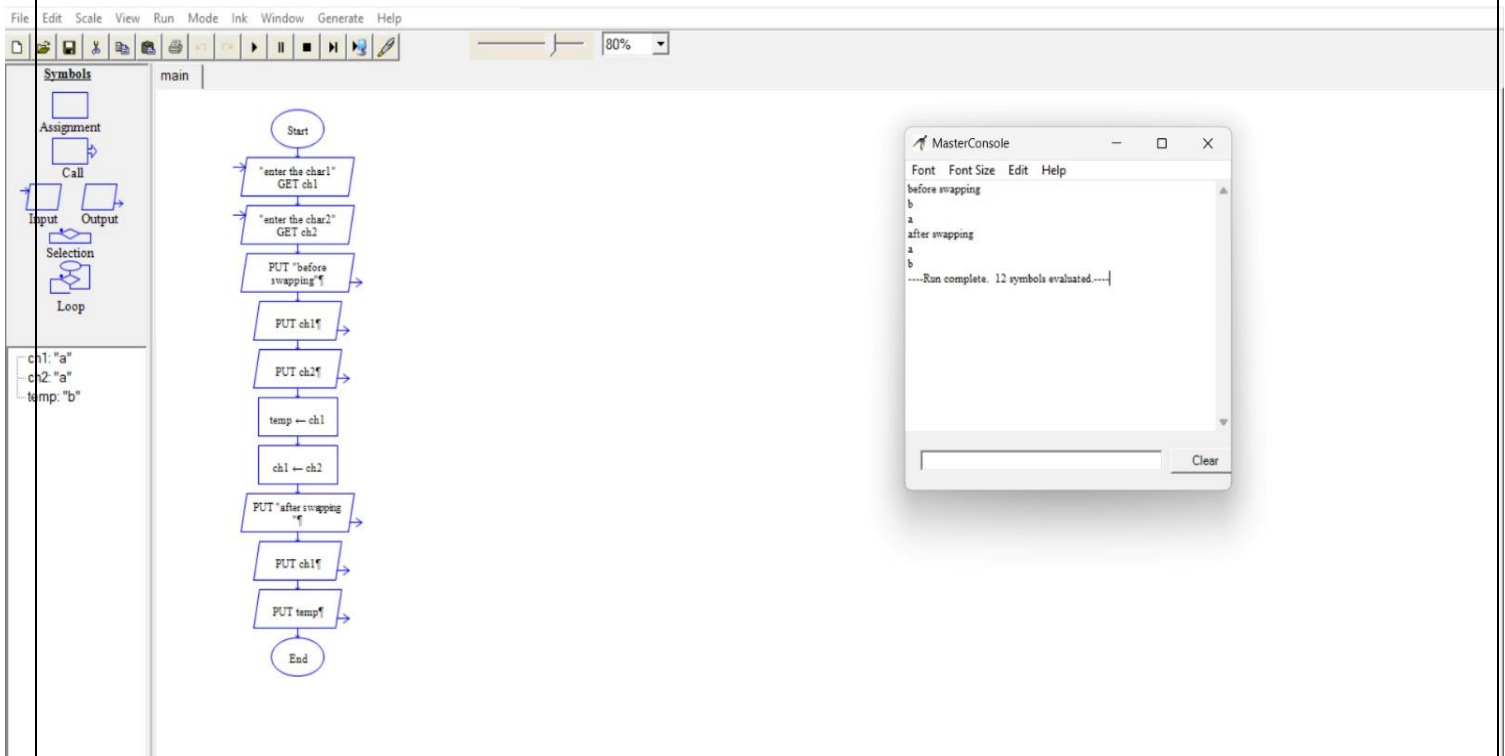 File Edit Scale View Run Mode Ink Window Generate Help
80%
Symbols
Assignment
Call
Input Output
Selection
Loop
ch1: "a"
ch2: "a"
temp: "b"
main
Start
"enter the char1"
GET ch1
"enter the char2"
GET ch2
PUT "before
swapping"¶
PUT ch1¶
PUT ch2¶
temp ← ch1
ch1 ← ch2
PUT "after swapping
"¶
PUT ch1¶
PUT temp¶
End
MasterConsole
Font Font Size Edit Help
before swapping
b
a
after swapping
a
b
----Run complete. 12 symbols evaluated.----
Clear